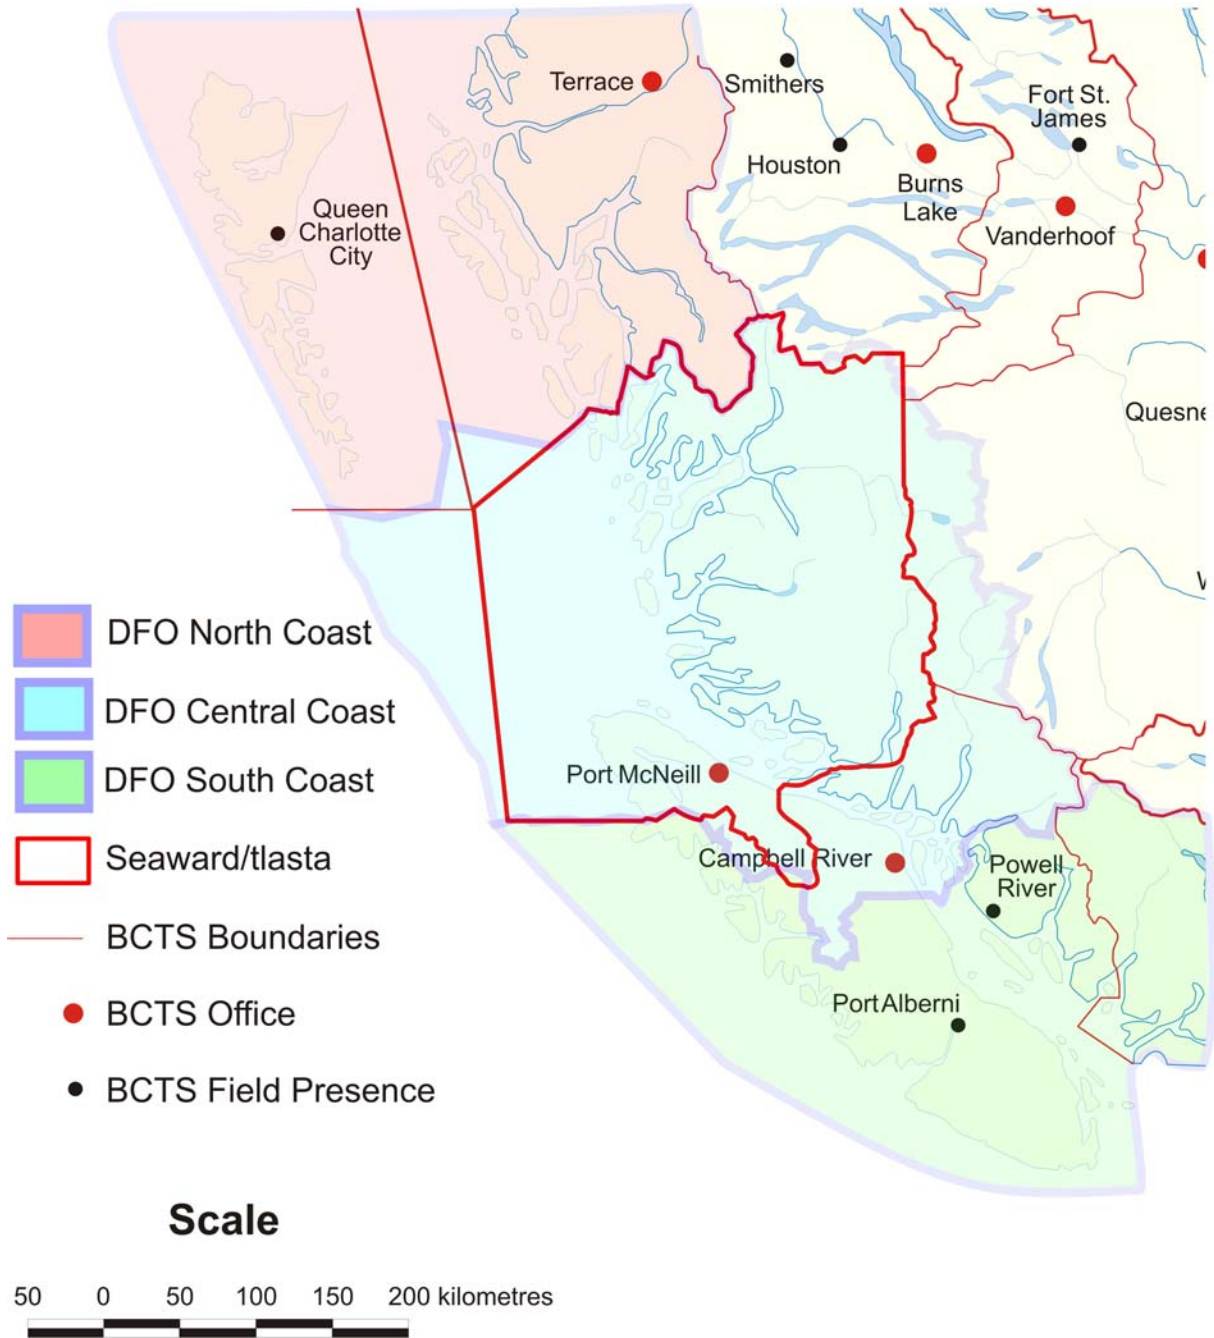 Terrace
Smithers
Fort St.
James
Houston
Burns
Lake
Queen
Charlotte
City
Vanderhoof
Quesne
DFO North Coast
DFO Central Coast
DFO South Coast
Seaward/tlasta
BCTS Boundaries
BCTS Office
BCTS Field Presence
Port McNeill
Campbell River
Powell
River
Port Alberni
Scale
50 0 50 100 150 200 kilometres